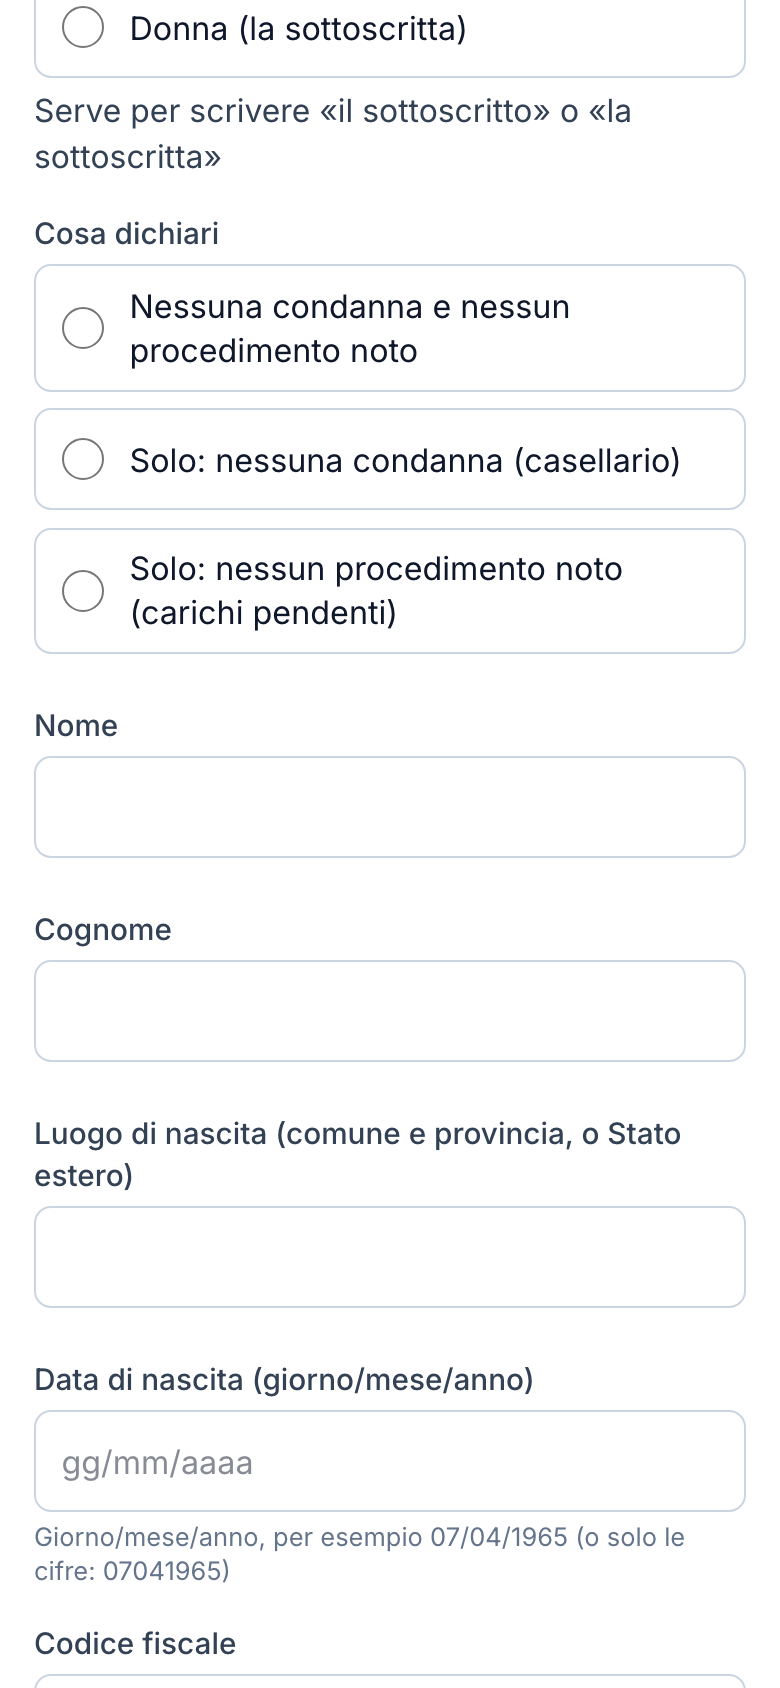 Donna (la sottoscritta)
Serve per scrivere «il sottoscritto» o «la
sottoscritta»
Cosa dichiari
Nessuna condanna e nessun
procedimento noto
Solo: nessuna condanna (casellario)
Solo: nessun procedimento noto
(carichi pendenti)
Nome
Cognome
Luogo di nascita (comune e provincia, o Stato
estero)
Data di nascita (giorno/mese/anno)
gg/mm/aaaa
Giorno/mese/anno, per esempio 07/04/1965 (o solo le
cifre: 07041965)
Codice fiscale